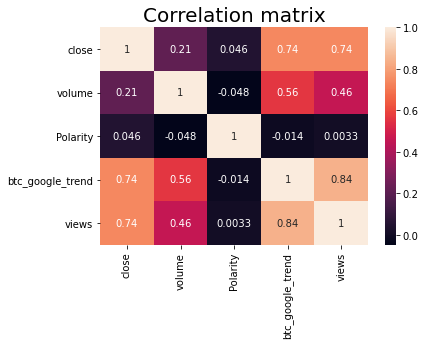 Correlation matrix
close 1 0.21 0.046 0.74 0.74
volume 0.21 1 -0.048 0.56 0.46
Polarity 0.046 -0.048 1 -0.014 0.0033
btc_google_trend 0.74 0.56 -0.014 1 0.84
views 0.74 0.46 0.0033 0.84 1
close volume Polarity btc_google_trend views
1.0
0.8
0.6
0.4
0.2
0.0